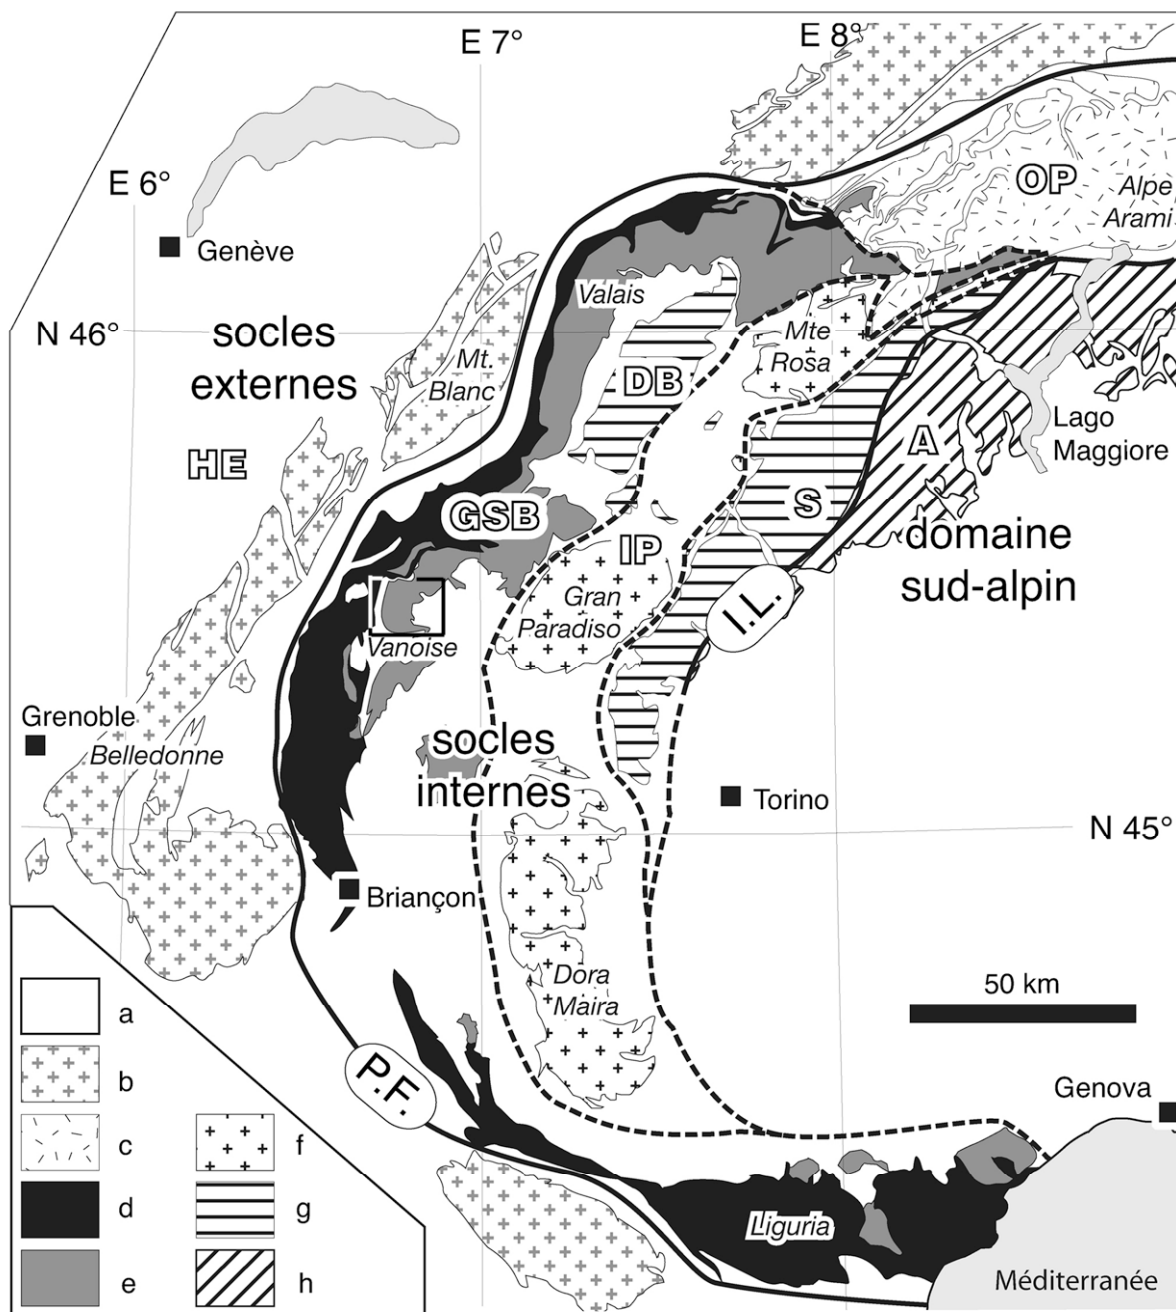 E 7°
E 8°
E 6°
OP
Alpe
Arami
Genève
Valais
N 46°
socles
externes
Mt.
Blanc
Mte
Rosa
DB
Lago
Maggiore
HE
A
GSB
S
IP
domaine
sud-alpin
Gran
Paradiso
I.L.
Vanoise
Grenoble
Belledonne
socles
internes
Torino
N 45°
Briançon
Dora
Maira
50 km
P.F.
Genova
Liguria
Méditerranée
a
b
c
d
e
f
g
h